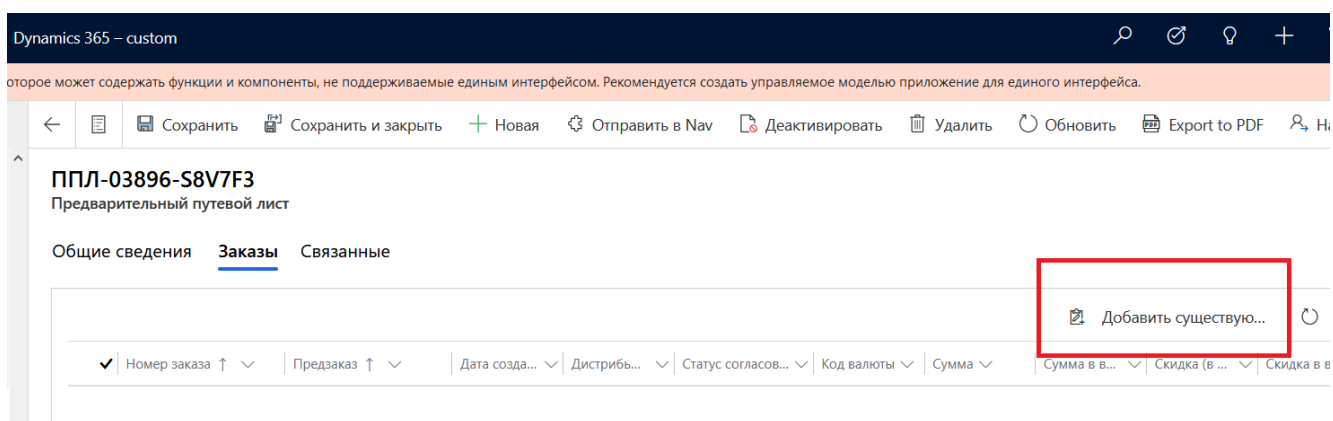 Dynamics 365 – custom
оторое может содержать функции и компоненты, не поддерживаемые единым интерфейсом. Рекомендуется создать управляемое моделью приложение для единого интерфейса.
Сохранить Сохранить и закрыть Новая Отправить в Nav Деактивировать Удалить Обновить Export to PDF На
ППЛ-03896-S8V7F3
Предварительный путевой лист
Общие сведения Заказы Связанные
Добавить существую...
Номер заказа ↑ Предзаказ ↑ Дата созда... Дистрибь... Статус согласов... Код валюты Сумма Сумма в в... Скидка (в ... Скидка в в